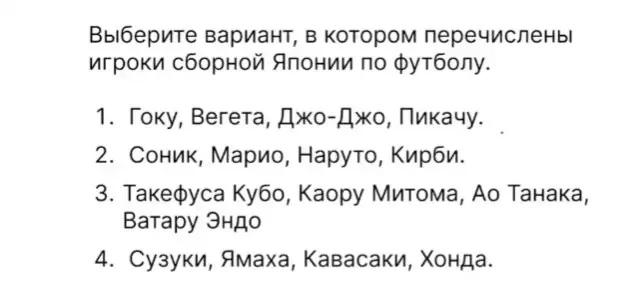 Выберите вариант, в котором перечислены
игроки сборной Японии по футболу.
1. Гоку, Вегета, Джо-Джо, Пикачу.
2. Соник, Марио, Наруто, Кирби.
3. Такефуса Кубо, Каору Митома, Ао Танака,
Ватару Эндо
4. Сузуки, Ямаха, Кавасаки, Хонда.